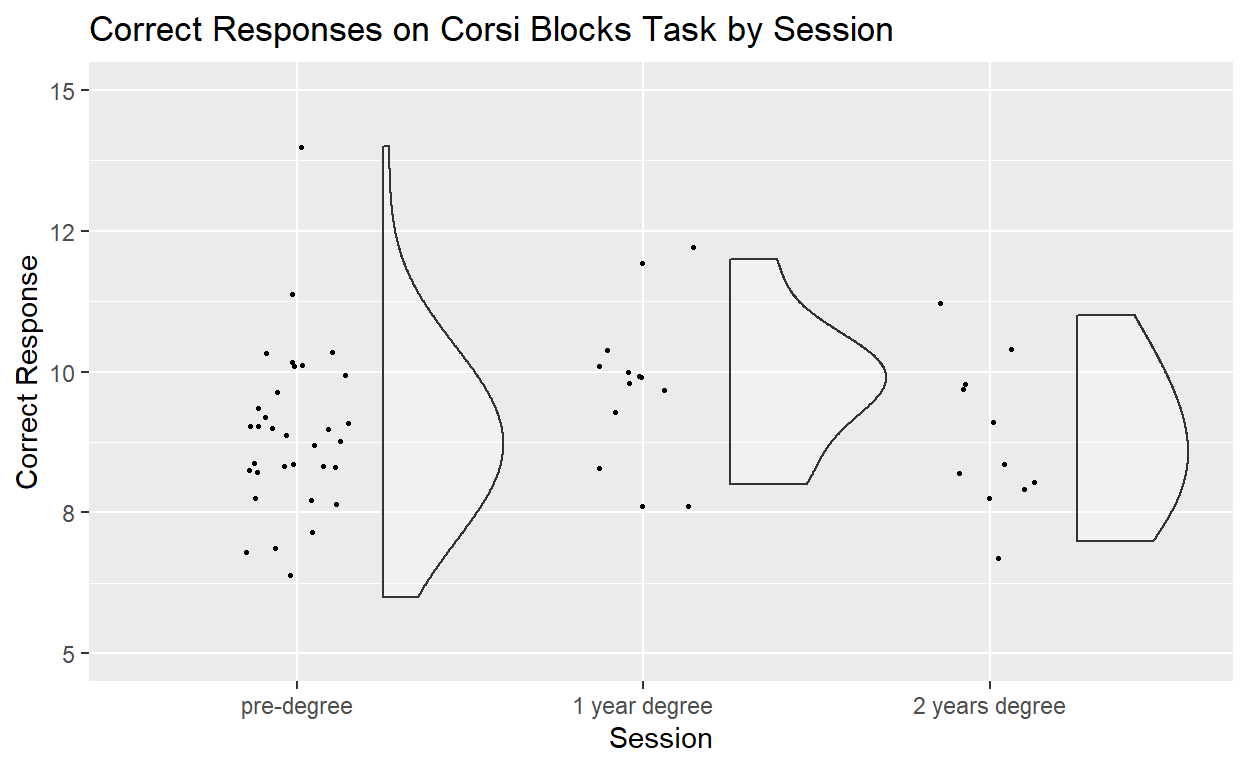 Correct Responses on Corsi Blocks Task by Session
15
12
10
8
5
Correct Response
pre-degree
1 year degree
2 years degree
Session